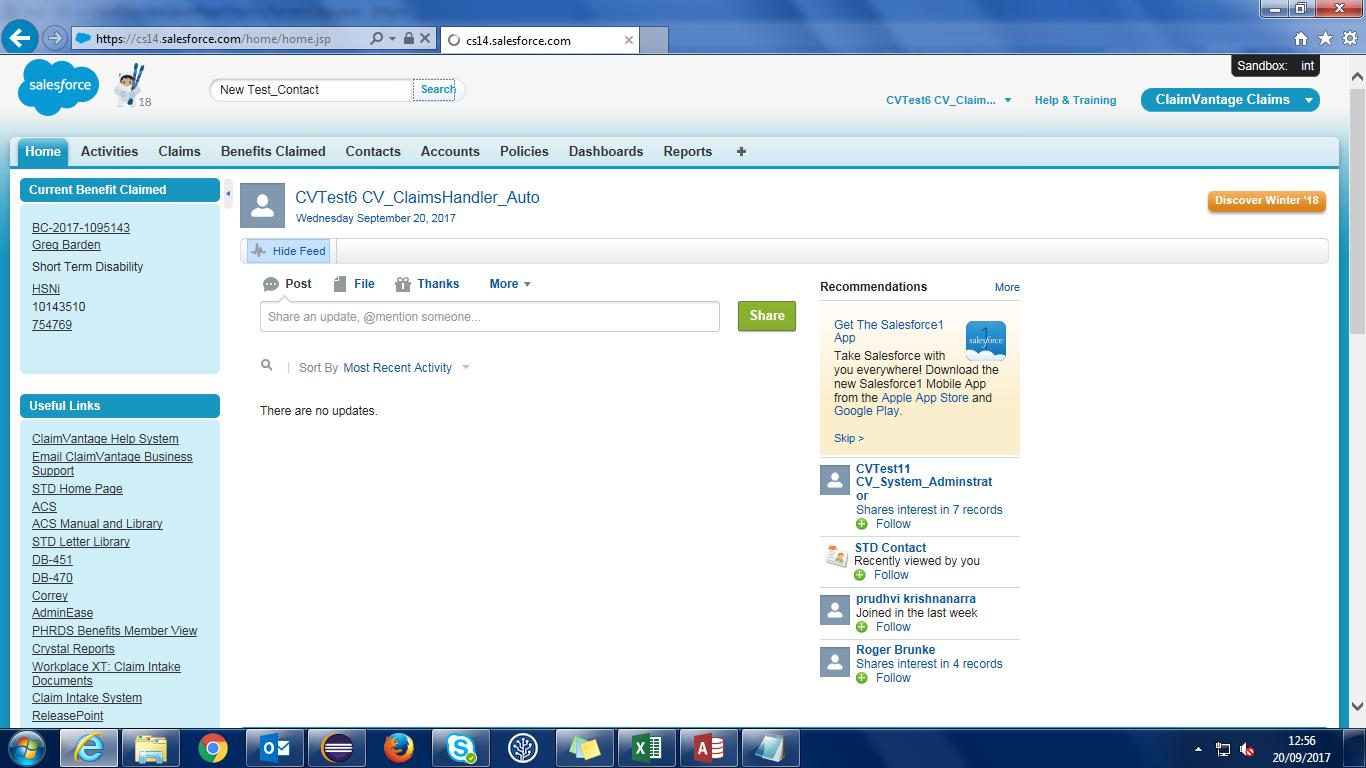 https://cs14.salesforce.com/home/home.jsp
cs14.salesforce.com
Sandbox: int
salesforce
18
New Test_Contact
Search
CVTest6 CV_Claim...
Help & Training
ClaimVantage Claims
Home
Activities
Claims
Benefits Claimed
Contacts
Accounts
Policies
Dashboards
Reports
+
Current Benefit Claimed
BC-2017-1095143
Greg Barden
Short Term Disability
HSNi
10143510
754769
Useful Links
ClaimVantage Help System
Email ClaimVantage Business
Support
STD Home Page
ACS
ACS Manual and Library
STD Letter Library
DB-451
DB-470
Correy
AdminEase
PHRDS Benefits Member View
Crystal Reports
Workplace XT: Claim Intake
Documents
Claim Intake System
ReleasePoint
CVTest6 CV_ClaimsHandler_Auto
Wednesday September 20, 2017
Discover Winter '18
Hide Feed
Post
File
Thanks
More
Share an update, @mention someone...
Share
Sort By Most Recent Activity
There are no updates.
Recommendations
More
Get The Salesforce1
App
1
salesforce
Take Salesforce with
you everywhere! Download the
new Salesforce1 Mobile App
from the Apple App Store and
Google Play.
Skip >
CVTest11
CV_System_Adminstrat
or
Shares interest in 7 records
Follow
STD Contact
Recently viewed by you
Follow
prudhvi krishnanarra
Joined in the last week
Follow
Roger Brunke
Shares interest in 4 records
Follow
12:56
20/09/2017